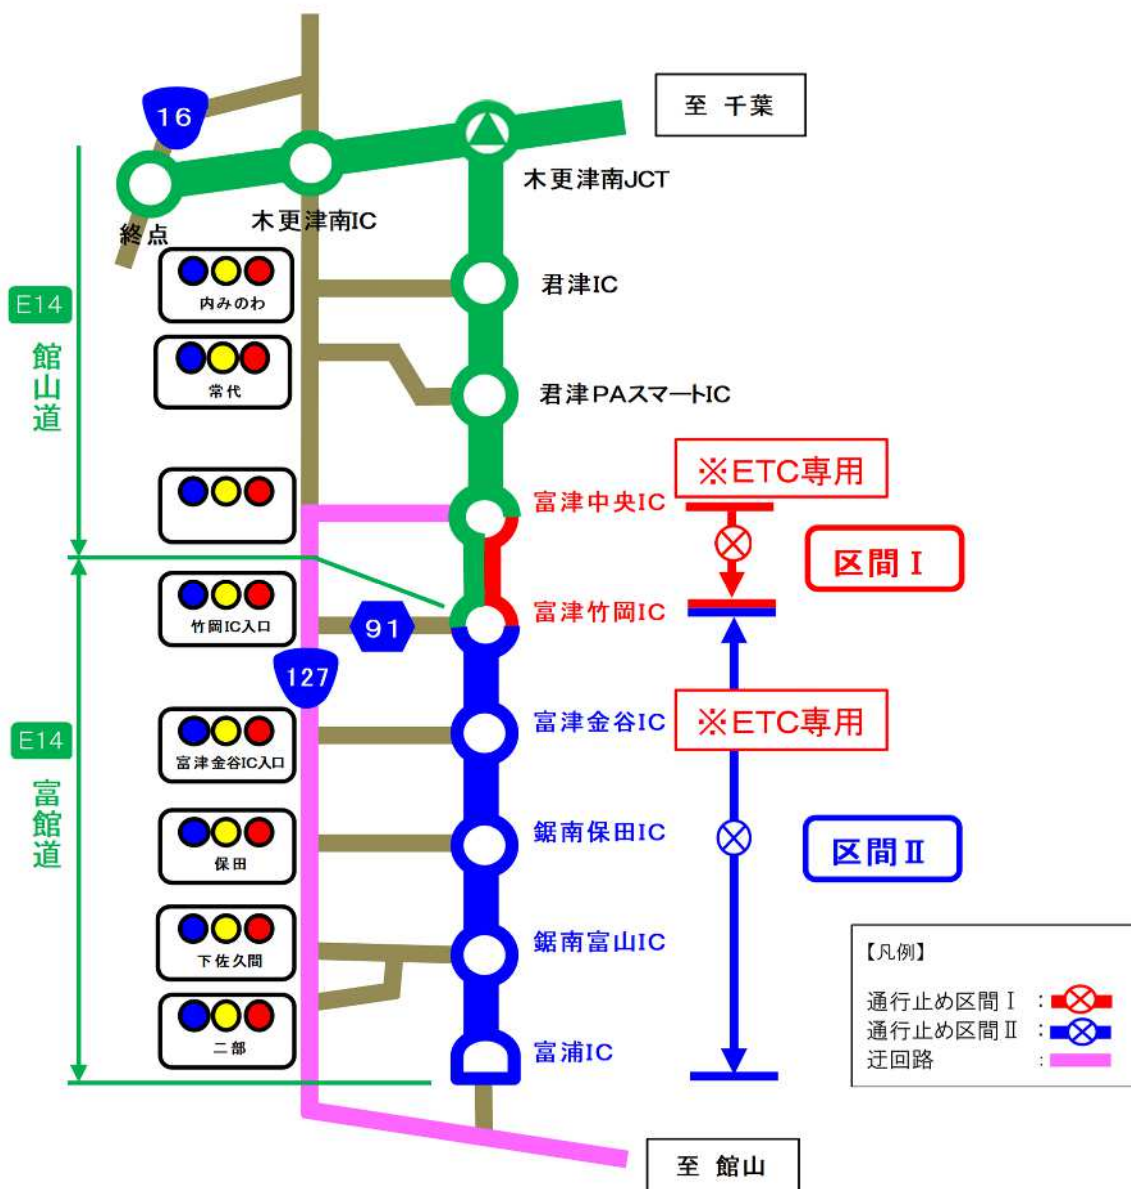 至 千葉
16
木更津南JCT
木更津南IC
終点
内みのわ
君津IC
E14
館山道
常代
君津PAスマートIC
※ETC専用
富津中央IC
区間Ⅰ
竹岡IC入口
91
富津竹岡IC
127
※ETC専用
富津金谷IC入口
富津金谷IC
E14
富館道
保田
鋸南保田IC
区間Ⅱ
下佐久間
鋸南富山IC
二部
富浦IC
【凡例】
通行止め区間Ⅰ :
通行止め区間Ⅱ :
迂回路 :
至 館山